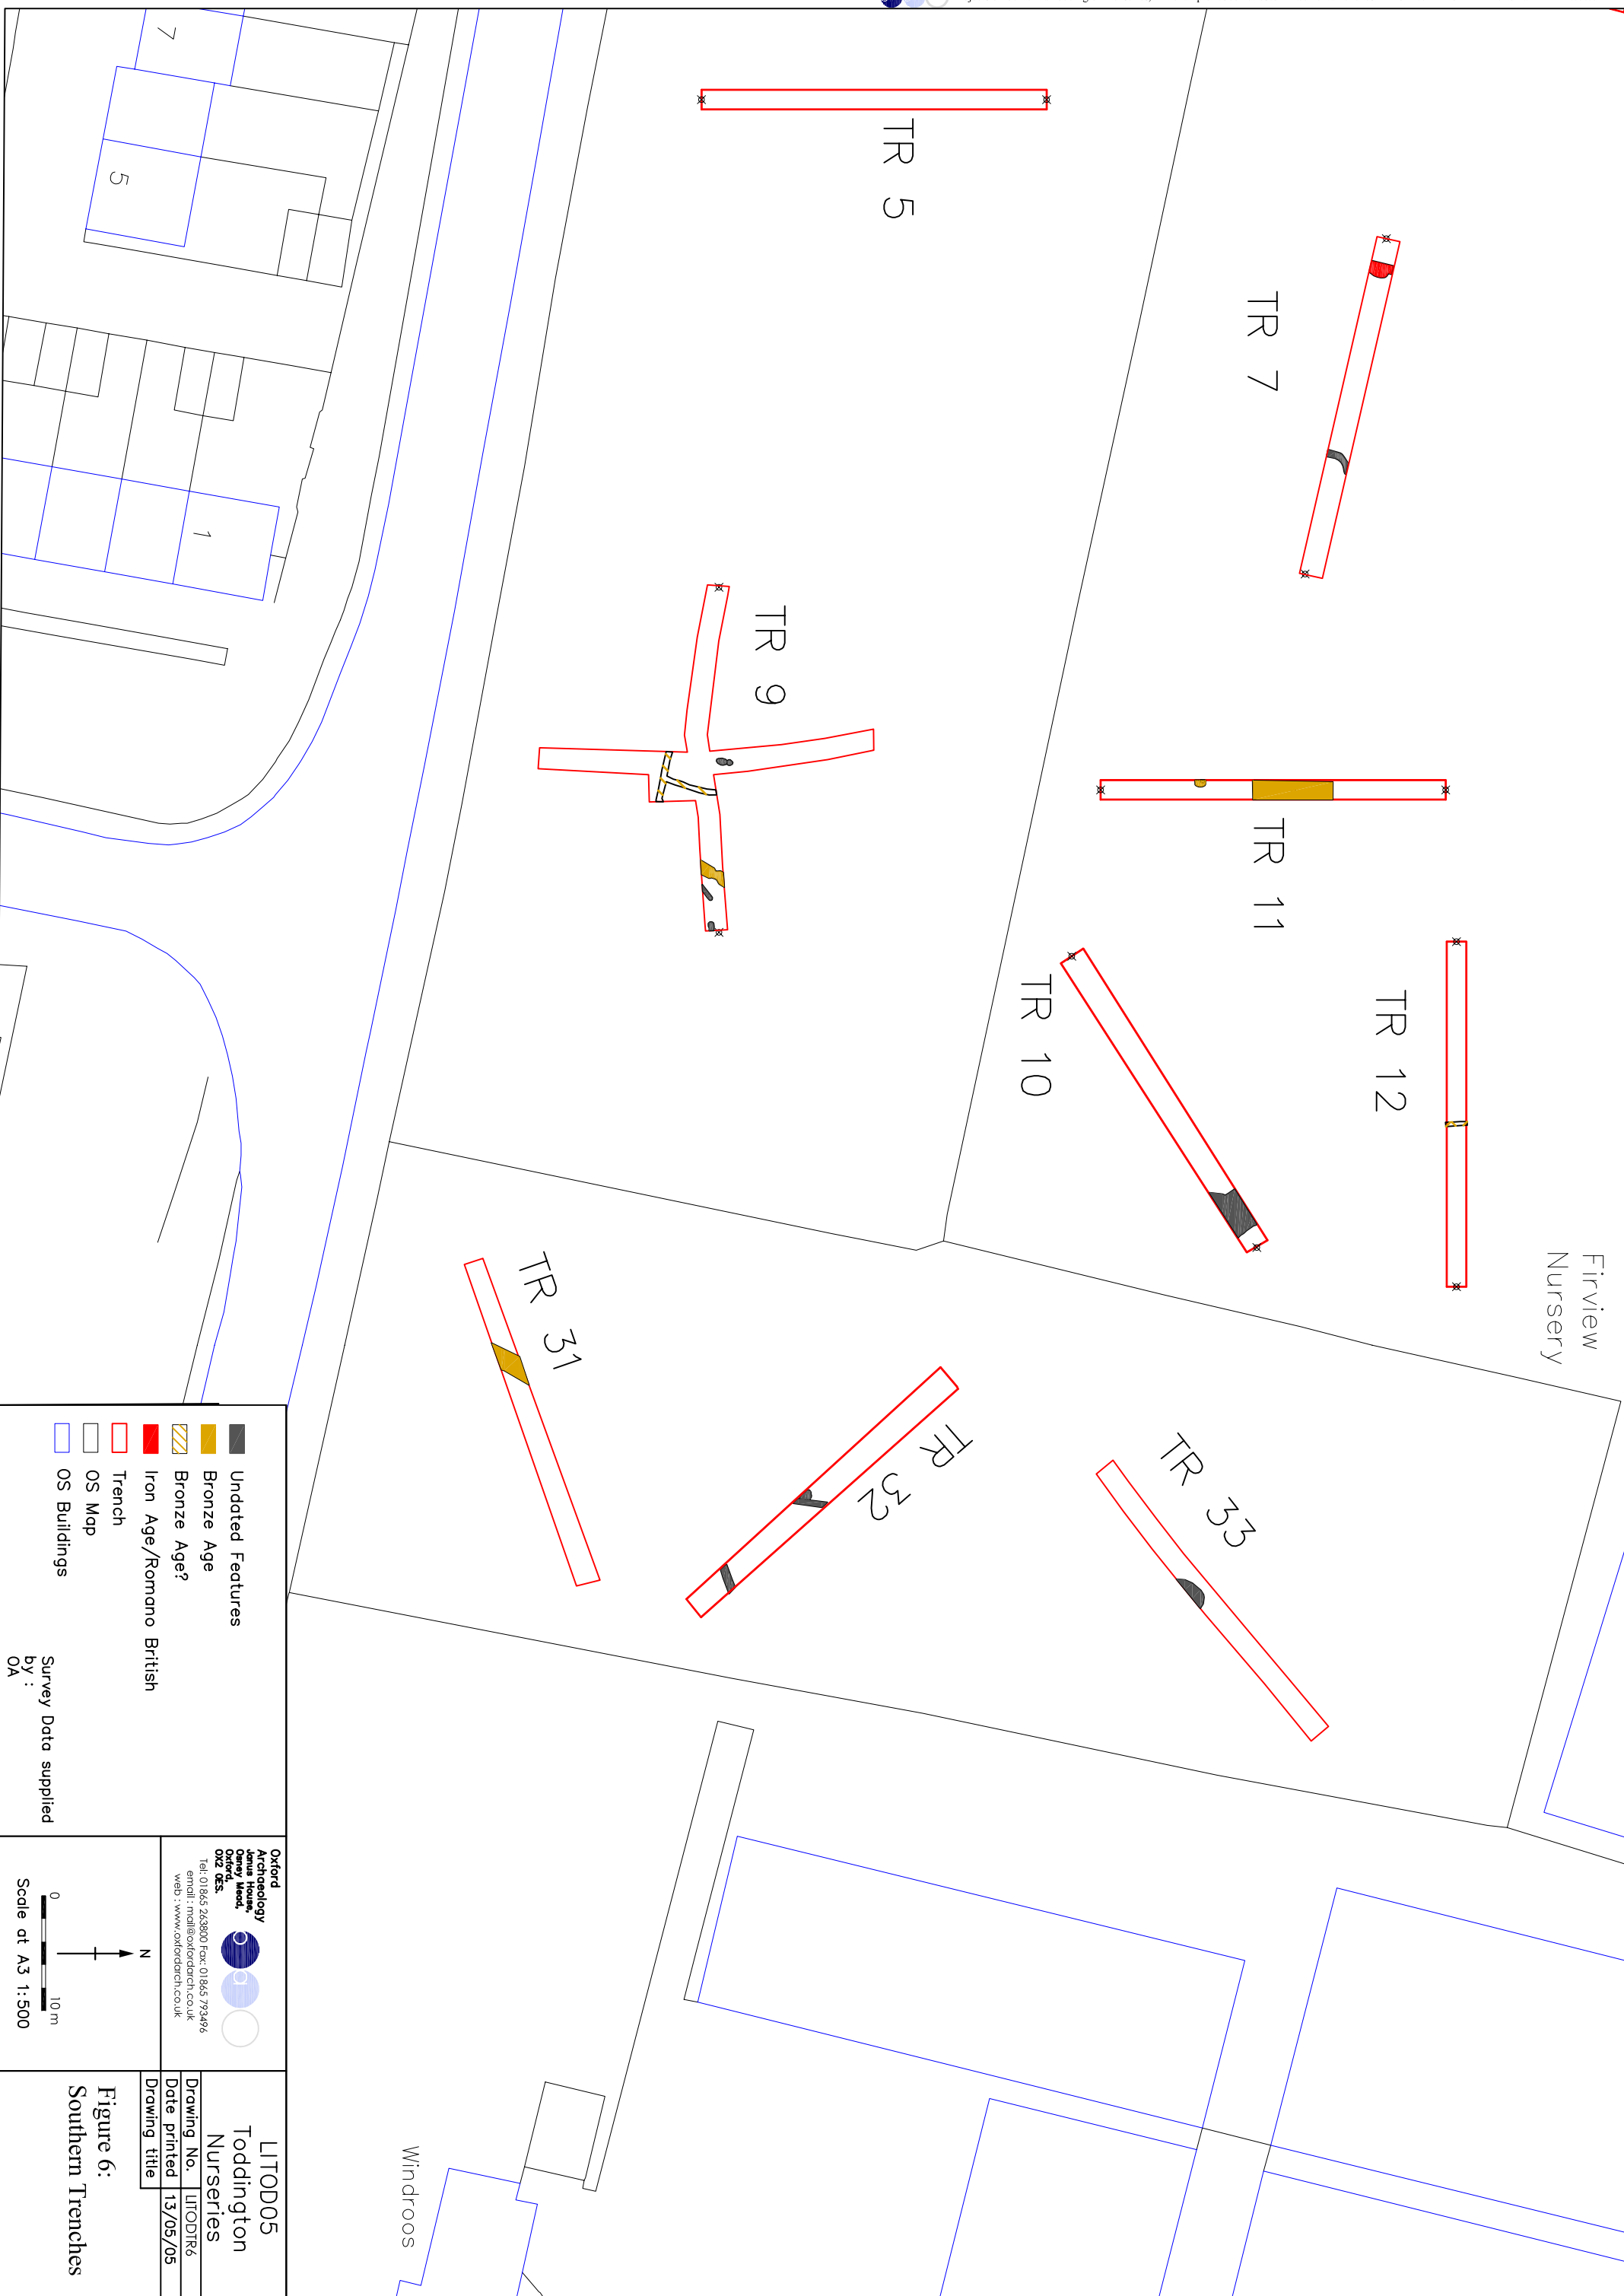 7
5
1
TR 5
TR 7
TR 9
TR 11
TR 10
TR 12
Firview
Nursery
TR 31
TR 32
TR 33
Windroos
Undated Features
Bronze Age
Bronze Age?
Iron Age/Romano British
Trench
OS Map
OS Buildings
Survey Data supplied
by :
OA
Oxford
Archaeology
Janus House,
Osney Mead,
Oxford,
OX2 0ES.
Tel: 01865 263800 Fax: 01865 793496
email : mail@oxfordarch.co.uk
web : www.oxfordarch.co.uk
N
0 10 m
Scale at A3 1:500
LITOD05
Toddington
Nurseries
Drawing No. LITODTR6
Date printed 13/05/05
Drawing title
Figure 6:
Southern Trenches